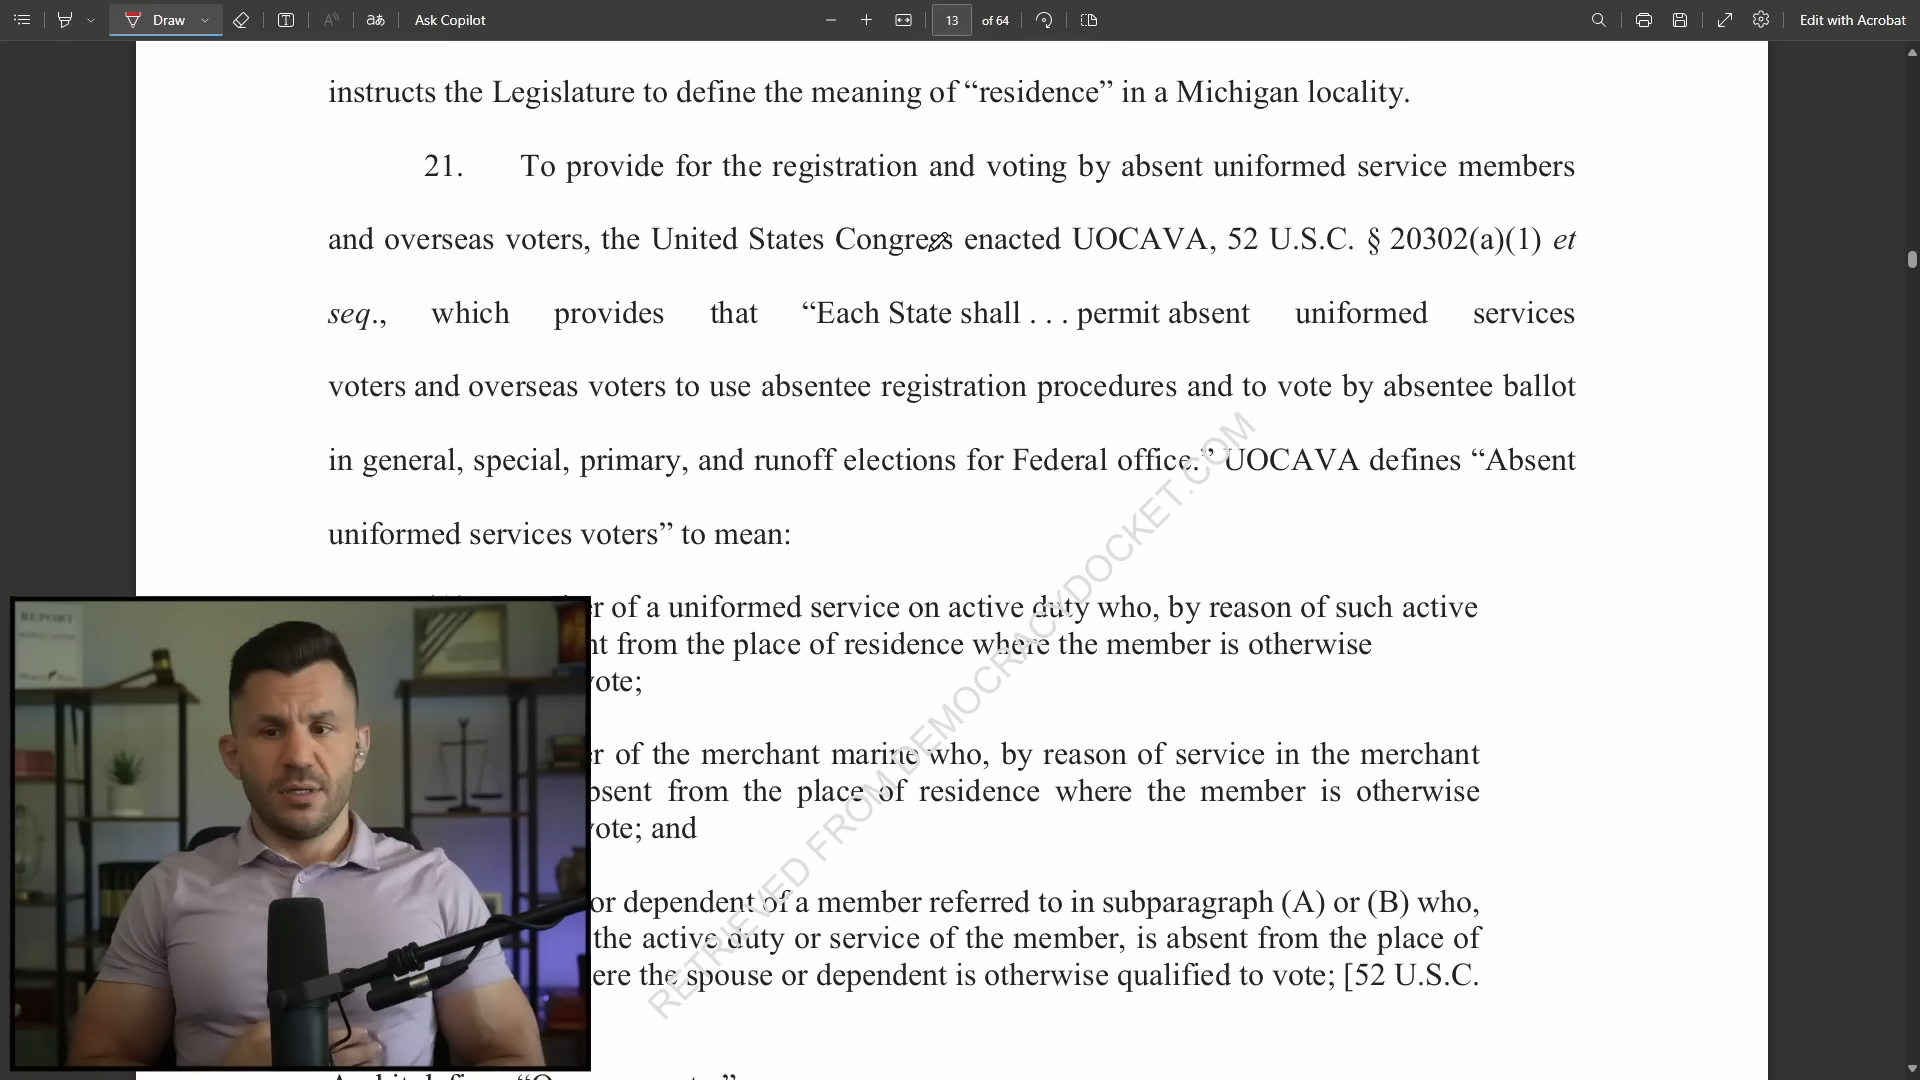 Draw
Ask Copilot
13 of 64
Edit with Acrobat
instructs the Legislature to define the meaning of “residence” in a Michigan locality.
21. To provide for the registration and voting by absent uniformed service members
and overseas voters, the United States Congress enacted UOCAVA, 52 U.S.C. § 20302(a)(1) et
seq., which provides that “Each State shall . . . permit absent uniformed services
voters and overseas voters to use absentee registration procedures and to vote by absentee ballot
in general, special, primary, and runoff elections for Federal office.” UOCAVA defines “Absent
uniformed services voters” to mean:
of a uniformed service on active duty who, by reason of such active
from the place of residence where the member is otherwise
vote;
of the merchant marine who, by reason of service in the merchant
absent from the place of residence where the member is otherwise
vote; and
or dependent of a member referred to in subparagraph (A) or (B) who,
the active duty or service of the member, is absent from the place of
the spouse or dependent is otherwise qualified to vote; [52 U.S.C.
RETRIEVED FROM DEMOCRACYDOCKET.COM
REPORT